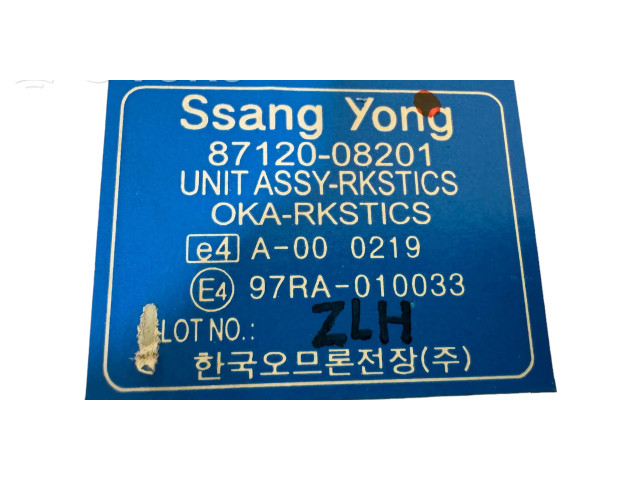 Ssang Yong
87120-08201
UNIT ASSY-RKSTICS
OKA-RKSTICS
e4 A-00 0219
E4 97RA-010033
LOT NO.: ZLH
한국오므론전장(주)